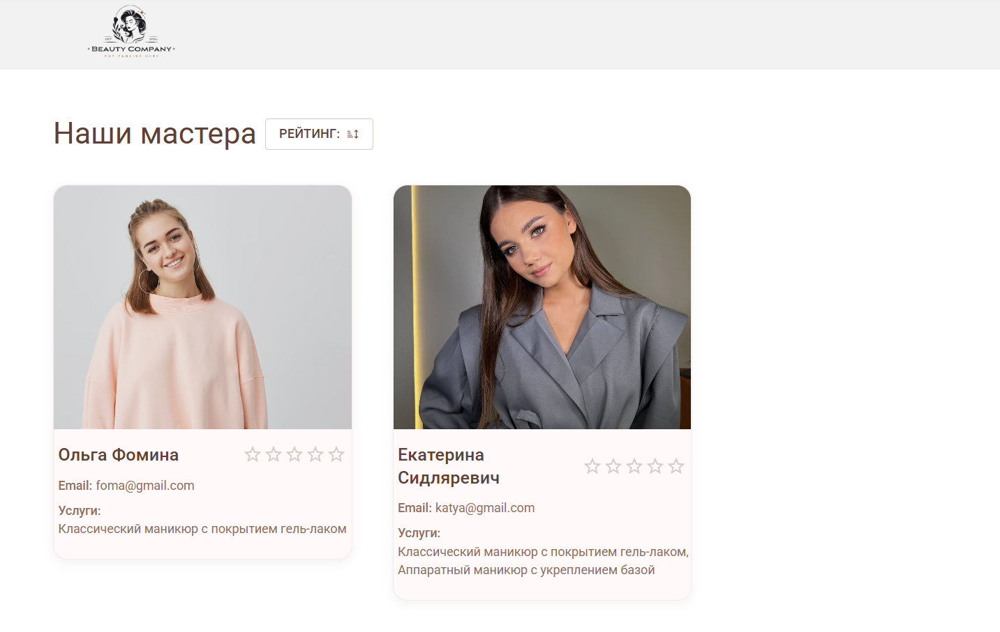 BEAUTY COMPANY
Наши мастера
РЕЙТИНГ:
Ольга Фомина
Email: foma@gmail.com
Услуги:
Классический маникюр с покрытием гель-лаком
Екатерина
Сидляревич
Email: katya@gmail.com
Услуги:
Классический маникюр с покрытием гель-лаком,
Аппаратный маникюр с укреплением базой